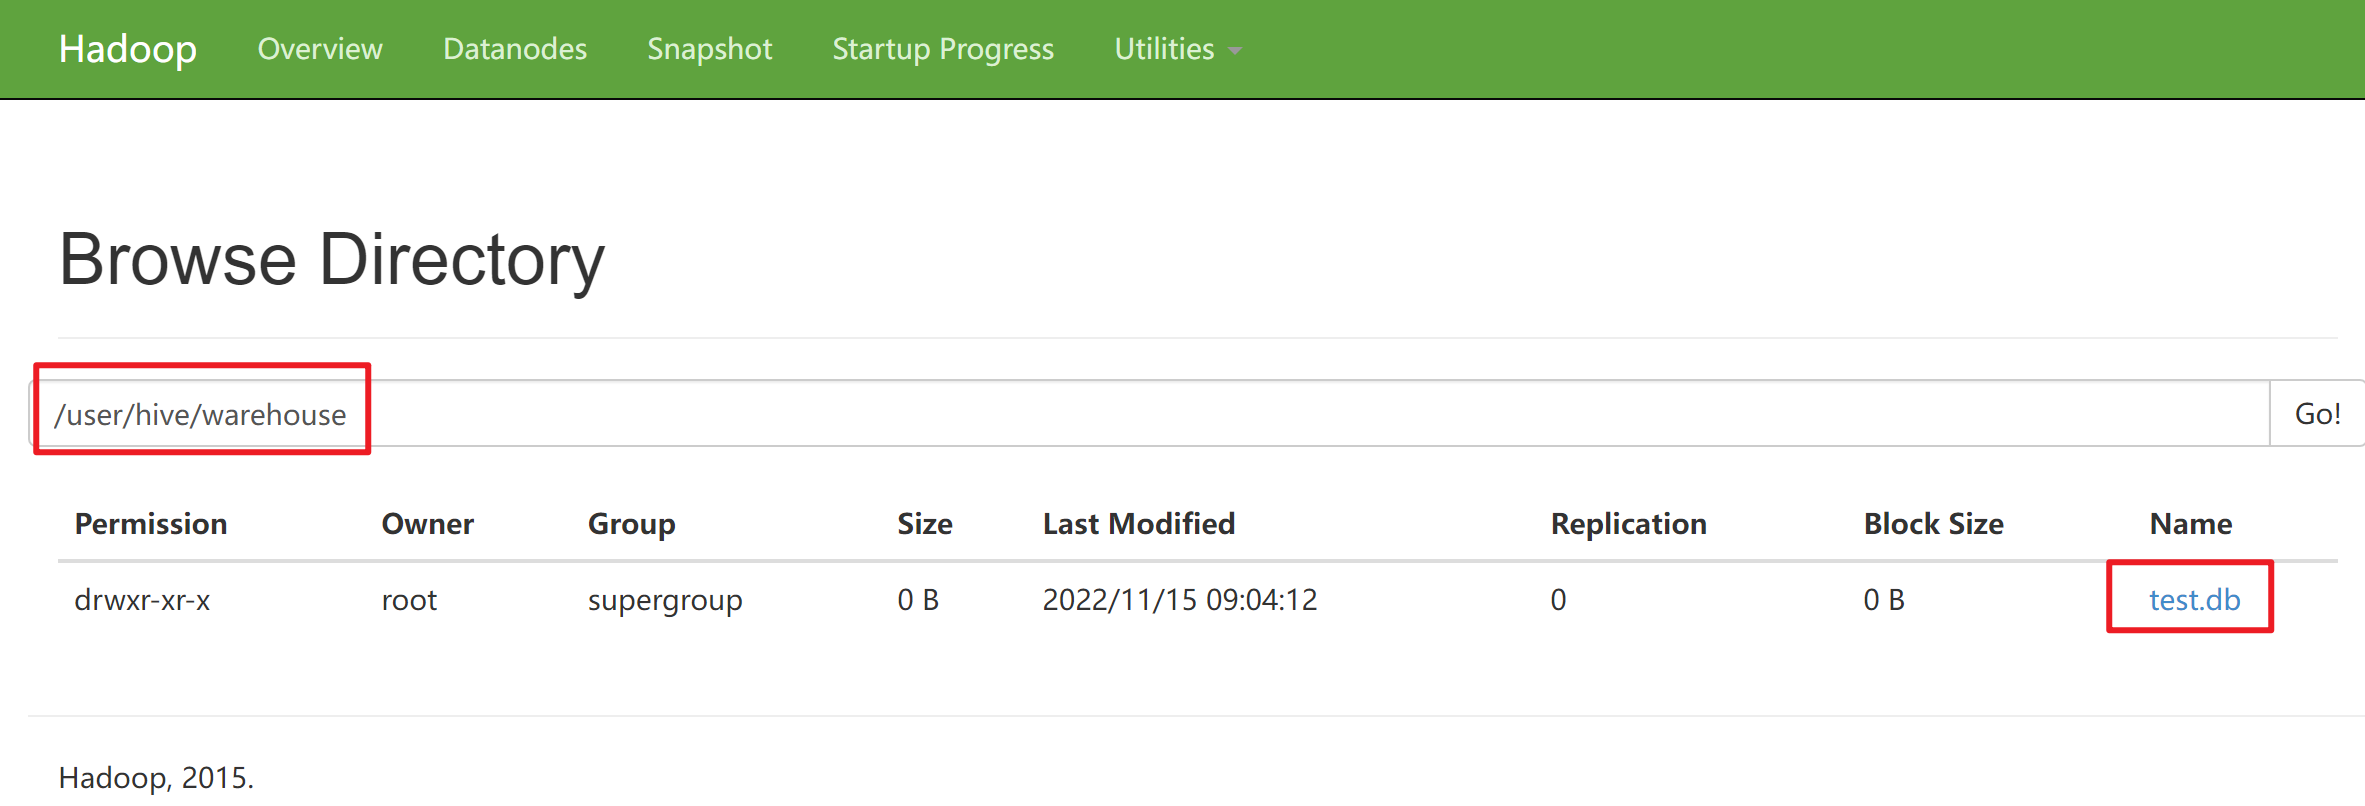 Hadoop Overview Datanodes Snapshot Startup Progress Utilities
Browse Directory
/user/hive/warehouse Go!
Permission Owner Group Size Last Modified Replication Block Size Name
drwxr-xr-x root supergroup 0 B 2022/11/15 09:04:12 0 0 B test.db
Hadoop, 2015.